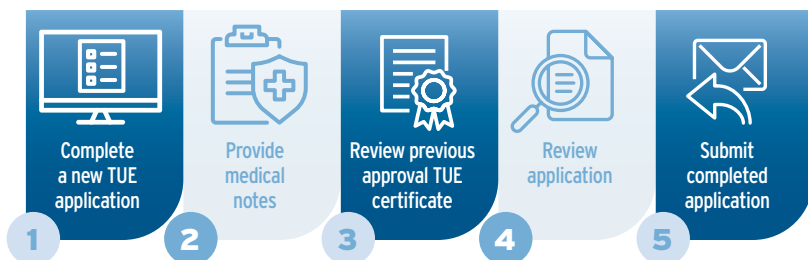 Complete
a new TUE
application
1
Provide
medical
notes
2
Review previous
approval TUE
certificate
3
Review
application
4
Submit
completed
application
5